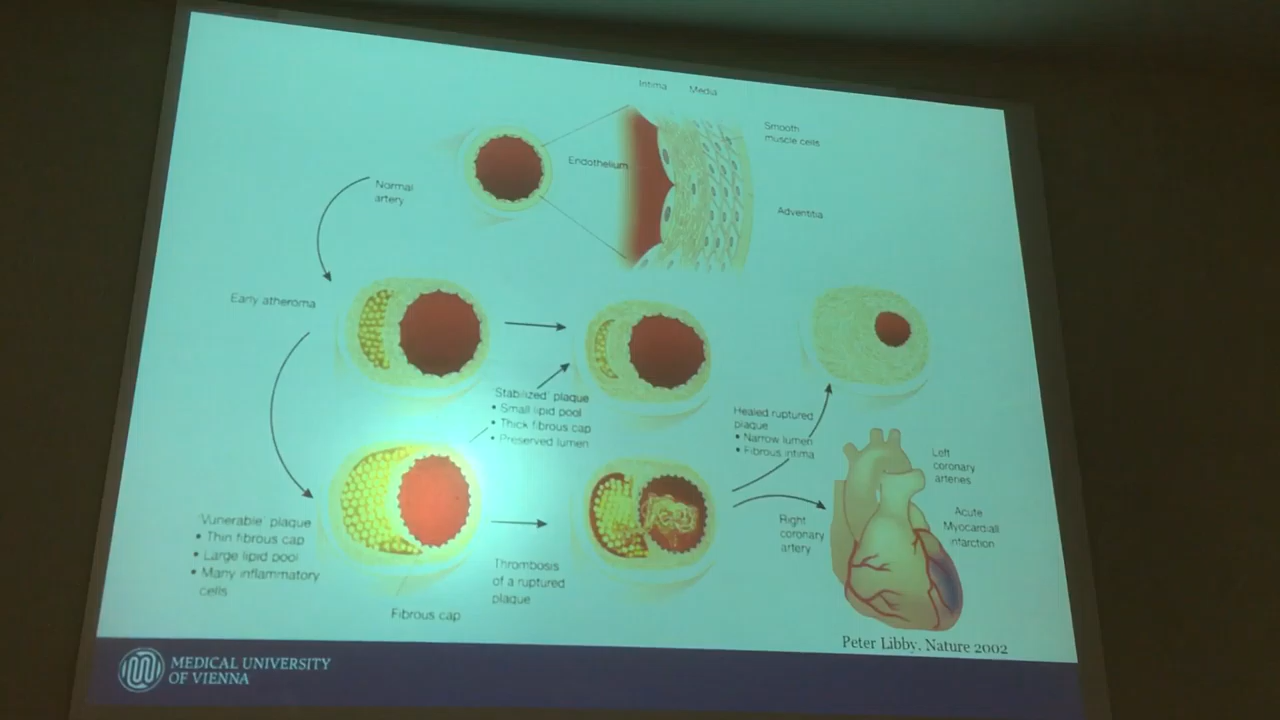 Intima Media
Smooth
muscle cells
Endothelium
Adventitia
Normal
artery
Early atheroma
'Stabilized' plaque
• Small lipid pool
• Thick fibrous cap
• Preserved lumen
Healed ruptured
plaque
• Narrow lumen
• Fibrous intima
Left
coronary
arteries
Acute
Myocardial
infarction
Right
coronary
artery
'Vunerable' plaque
• Thin fibrous cap
• Large lipid pool
• Many inflammatory
cells
Thrombosis
of a ruptured
plaque
Fibrous cap
Peter Libby, Nature 2002
MEDICAL UNIVERSITY
OF VIENNA